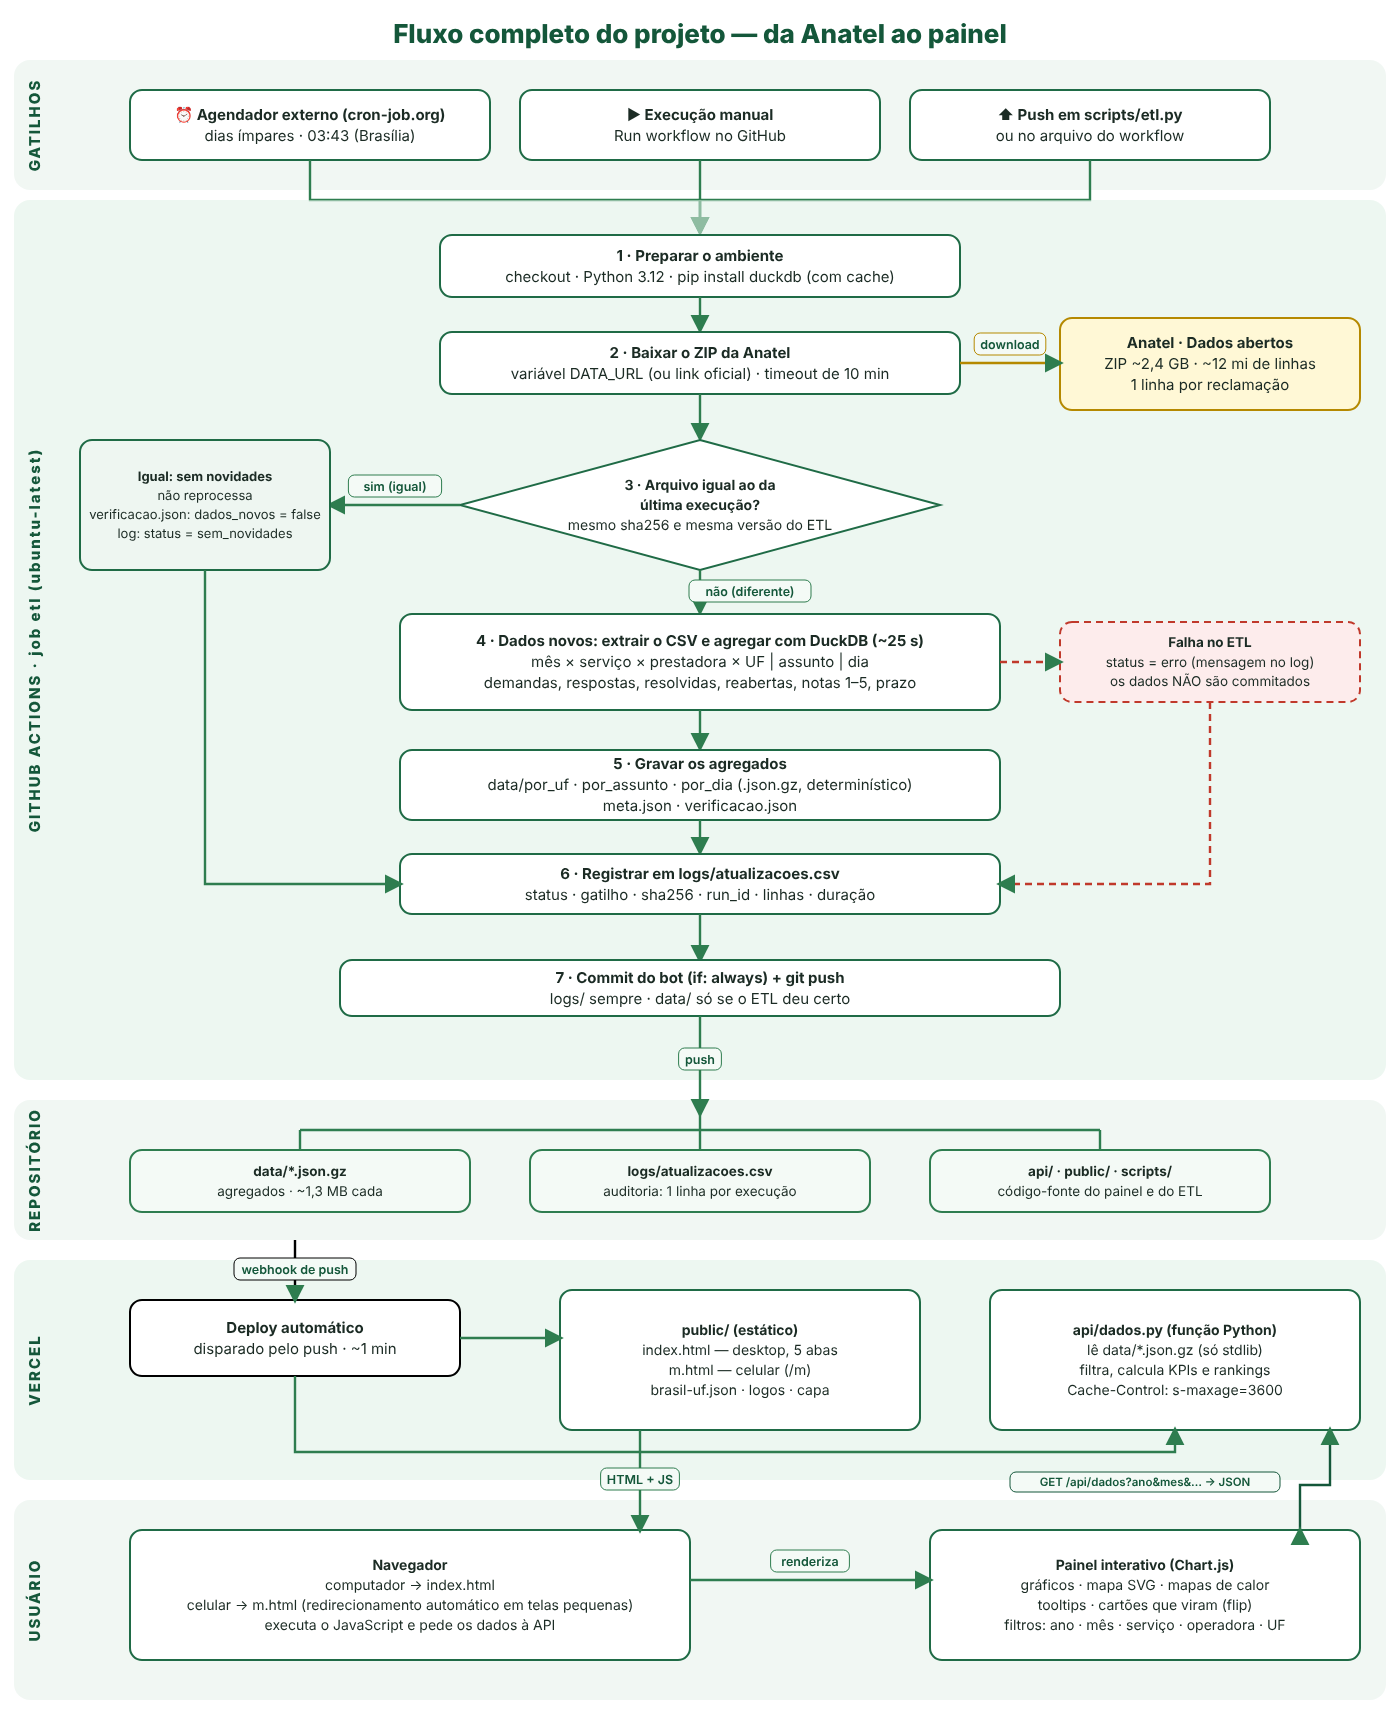 Fluxo completo do projeto — da Anatel ao painel
GATILHOS
⏰ Agendador externo (cron-job.org)
dias ímpares · 03:43 (Brasília)
▶ Execução manual
Run workflow no GitHub
⬆ Push em scripts/etl.py
ou no arquivo do workflow
GITHUB ACTIONS · job etl (ubuntu-latest)
1 · Preparar o ambiente
checkout · Python 3.12 · pip install duckdb (com cache)
2 · Baixar o ZIP da Anatel
variável DATA_URL (ou link oficial) · timeout de 10 min
download
Anatel · Dados abertos
ZIP ~2,4 GB · ~12 mi de linhas
1 linha por reclamação
3 · Arquivo igual ao da
última execução?
mesmo sha256 e mesma versão do ETL
sim (igual)
Igual: sem novidades
não reprocessa
verificacao.json: dados_novos = false
log: status = sem_novidades
não (diferente)
4 · Dados novos: extrair o CSV e agregar com DuckDB (~25 s)
mês × serviço × prestadora × UF | assunto | dia
demandas, respostas, resolvidas, reabertas, notas 1–5, prazo
Falha no ETL
status = erro (mensagem no log)
os dados NÃO são commitados
5 · Gravar os agregados
data/por_uf · por_assunto · por_dia (.json.gz, determinístico)
meta.json · verificacao.json
6 · Registrar em logs/atualizacoes.csv
status · gatilho · sha256 · run_id · linhas · duração
7 · Commit do bot (if: always) + git push
logs/ sempre · data/ só se o ETL deu certo
push
REPOSITÓRIO
data/*.json.gz
agregados · ~1,3 MB cada
logs/atualizacoes.csv
auditoria: 1 linha por execução
api/ · public/ · scripts/
código-fonte do painel e do ETL
webhook de push
VERCEL
Deploy automático
disparado pelo push · ~1 min
public/ (estático)
index.html — desktop, 5 abas
m.html — celular (/m)
brasil-uf.json · logos · capa
api/dados.py (função Python)
lê data/*.json.gz (só stdlib)
filtra, calcula KPIs e rankings
Cache-Control: s-maxage=3600
HTML + JS
GET /api/dados?ano&mes&… → JSON
USUÁRIO
Navegador
computador → index.html
celular → m.html (redirecionamento automático em telas pequenas)
executa o JavaScript e pede os dados à API
renderiza
Painel interativo (Chart.js)
gráficos · mapa SVG · mapas de calor
tooltips · cartões que viram (flip)
filtros: ano · mês · serviço · operadora · UF